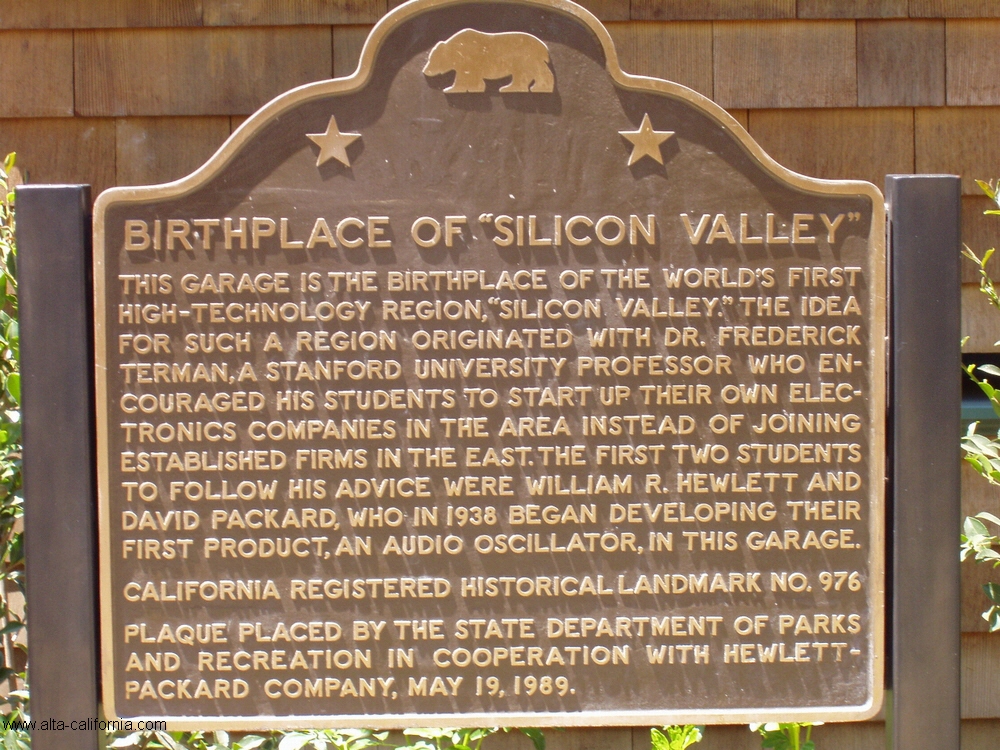 BIRTHPLACE OF "SILICON VALLEY"
THIS GARAGE IS THE BIRTHPLACE OF THE WORLD'S FIRST
HIGH-TECHNOLOGY REGION, "SILICON VALLEY." THE IDEA
FOR SUCH A REGION ORIGINATED WITH DR. FREDERICK
TERMAN, A STANFORD UNIVERSITY PROFESSOR WHO EN-
COURAGED HIS STUDENTS TO START UP THEIR OWN ELEC-
TRONICS COMPANIES IN THE AREA INSTEAD OF JOINING
ESTABLISHED FIRMS IN THE EAST. THE FIRST TWO STUDENTS
TO FOLLOW HIS ADVICE WERE WILLIAM R. HEWLETT AND
DAVID PACKARD, WHO IN 1938 BEGAN DEVELOPING THEIR
FIRST PRODUCT, AN AUDIO OSCILLATOR, IN THIS GARAGE.
CALIFORNIA REGISTERED HISTORICAL LANDMARK NO. 976
PLAQUE PLACED BY THE STATE DEPARTMENT OF PARKS
AND RECREATION IN COOPERATION WITH HEWLETT-
PACKARD COMPANY, MAY 19, 1989.
www.alta-california.com